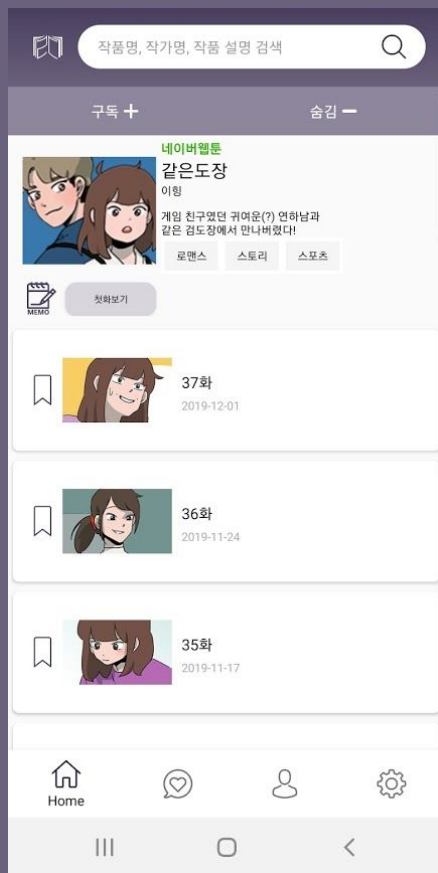 작품명, 작가명, 작품 설명 검색
구독 +
숨김 −
네이버웹툰
같은도장
이힝
게임 친구였던 귀여운(?) 연하남과
같은 검도장에서 만나버렸다!
로맨스 스토리 스포츠
MEMO
첫화보기
37화
2019-12-01
36화
2019-11-24
35화
2019-11-17
Home